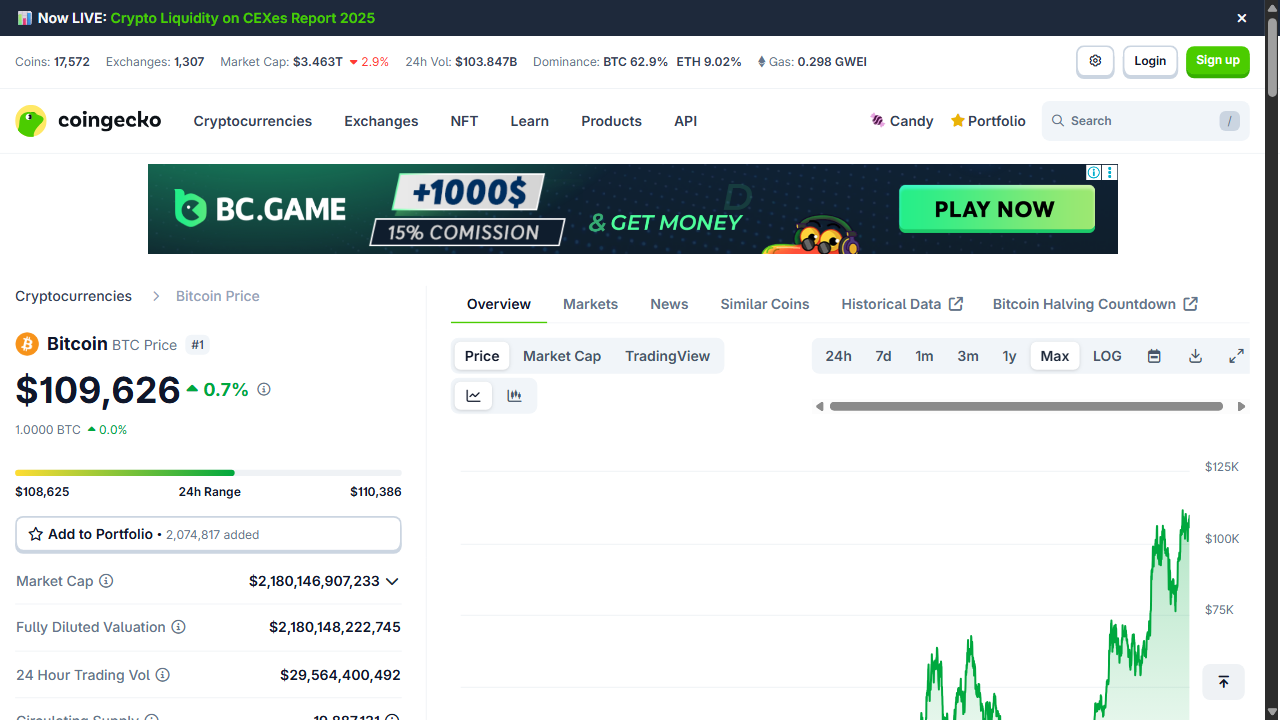 Now LIVE: Crypto Liquidity on CEXes Report 2025
Coins: 17,572 Exchanges: 1,307 Market Cap: $3.463T 2.9% 24h Vol: $103.847B Dominance: BTC 62.9% ETH 9.02% Gas: 0.298 GWEI
Login
Sign up
coingecko
Cryptocurrencies
Exchanges
NFT
Learn
Products
API
Candy
Portfolio
Search
/
BC.GAME
+1000$
15% COMISSION
D
& GET MONEY
PLAY NOW
Cryptocurrencies
Bitcoin Price
Bitcoin BTC Price #1
$109,626 0.7%
1.0000 BTC 0.0%
$108,625 24h Range $110,386
Add to Portfolio • 2,074,817 added
Market Cap $2,180,146,907,233
Fully Diluted Valuation $2,180,148,222,745
24 Hour Trading Vol $29,564,400,492
Circulating Supply 19,887,131
Overview
Markets
News
Similar Coins
Historical Data
Bitcoin Halving Countdown
Price
Market Cap
TradingView
24h
7d
1m
3m
1y
Max
LOG
$125K
$100K
$75K